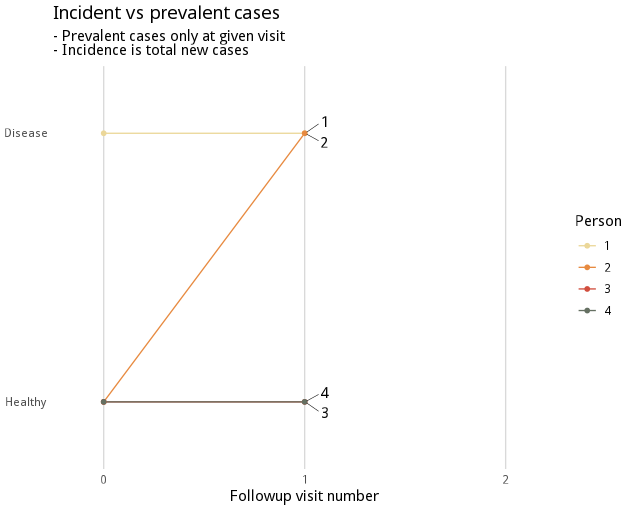 Incident vs prevalent cases
- Prevalent cases only at given visit
- Incidence is total new cases
Disease
1
2
Healthy
4
3
0
1
2
Followup visit number
Person
1
2
3
4